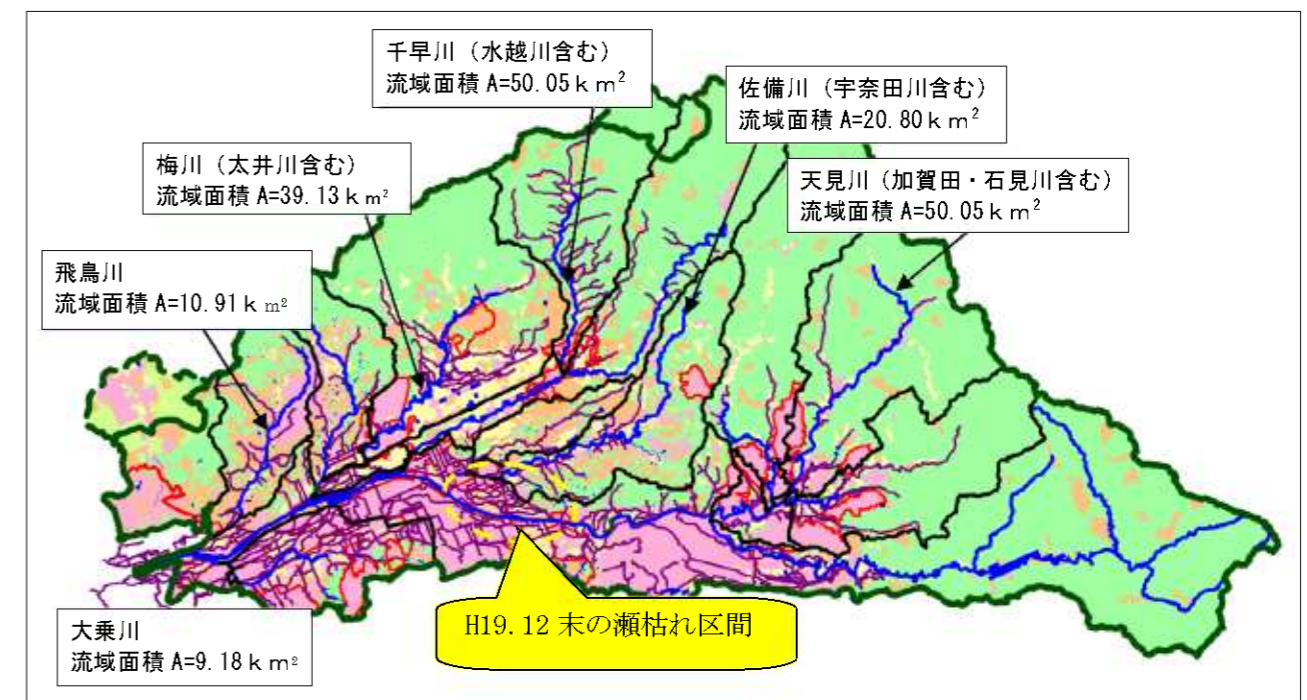 千早川（水越川含む）
流域面積 A=50.05ｋｍ²
佐備川（宇奈田川含む）
流域面積 A=20.80ｋｍ²
梅川（太井川含む）
流域面積 A=39.13ｋｍ²
天見川（加賀田・石見川含む）
流域面積 A=50.05ｋｍ²
飛鳥川
流域面積 A=10.91ｋｍ²
H19.12 末の瀬枯れ区間
大乗川
流域面積 A=9.18ｋｍ²